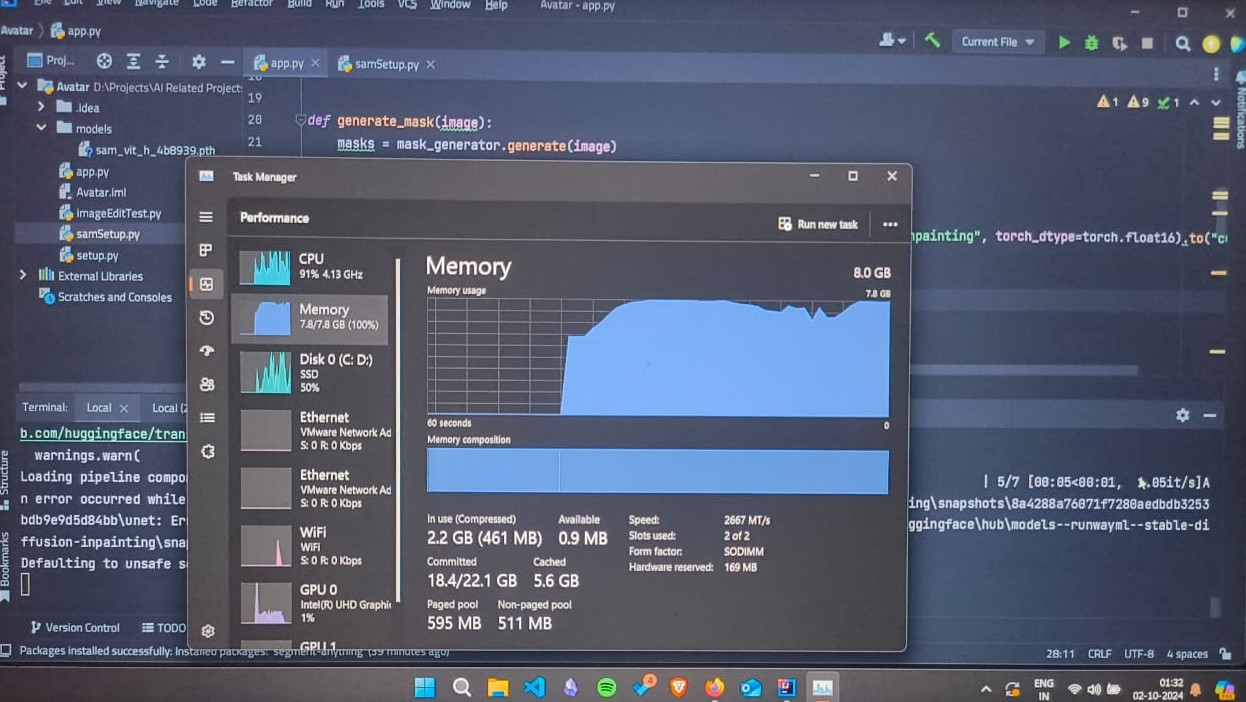 File Edit View Navigate Code Refactor Build Run Tools VCS Window Help Avatar - app.py
Avatar app.py
Current File
Project
Proj... app.py samSetup.py
Notifications
Avatar D:\Projects\AI Related Project
.idea
models
sam_vit_h_4b8939.pth
app.py
Avatar.iml
imageEditTest.py
samSetup.py
setup.py
External Libraries
Scratches and Consoles
19
20 def generate_mask(image):
21 masks = mask_generator.generate(image)
1 9 1
npainting", torch_dtype=torch.float16).to("c
Task Manager
Performance
Run new task
CPU
91% 4.13 GHz
Memory
7.8/7.8 GB (100%)
Disk 0 (C: D:)
SSD
50%
Ethernet
VMware Network Ad
S: 0 R: 0 Kbps
Ethernet
VMware Network Ad
S: 0 R: 0 Kbps
WiFi
WiFi
S: 0 R: 0 Kbps
GPU 0
Intel(R) UHD Graphi
1%
GPU 1
Memory 8.0 GB
Memory usage 7.8 GB
60 seconds 0
Memory composition
In use (Compressed) Available
2.2 GB (461 MB) 0.9 MB
Committed Cached
18.4/22.1 GB 5.6 GB
Paged pool Non-paged pool
595 MB 511 MB
Speed: 2667 MT/s
Slots used: 2 of 2
Form factor: SODIMM
Hardware reserved: 169 MB
Terminal: Local Local (2
b.com/huggingface/tran
warnings.warn(
Loading pipeline compo | 5/7 [00:05<00:01, .05it/s]A
n error occurred while ing\snapshots\8a4288a76071f7280aedbdb3253
bdb9e9d5d84bb\unet: Er ggingface\hub\models--runwayml--stable-di
ffusion-inpainting\sna
Defaulting to unsafe s
Structure
Bookmarks
Version Control TODO
Packages installed successfully: Installed packages: segment-anything (39 minutes ago) 28:11 CRLF UTF-8 4 spaces
4
ENG
IN
01:32
02-10-2024